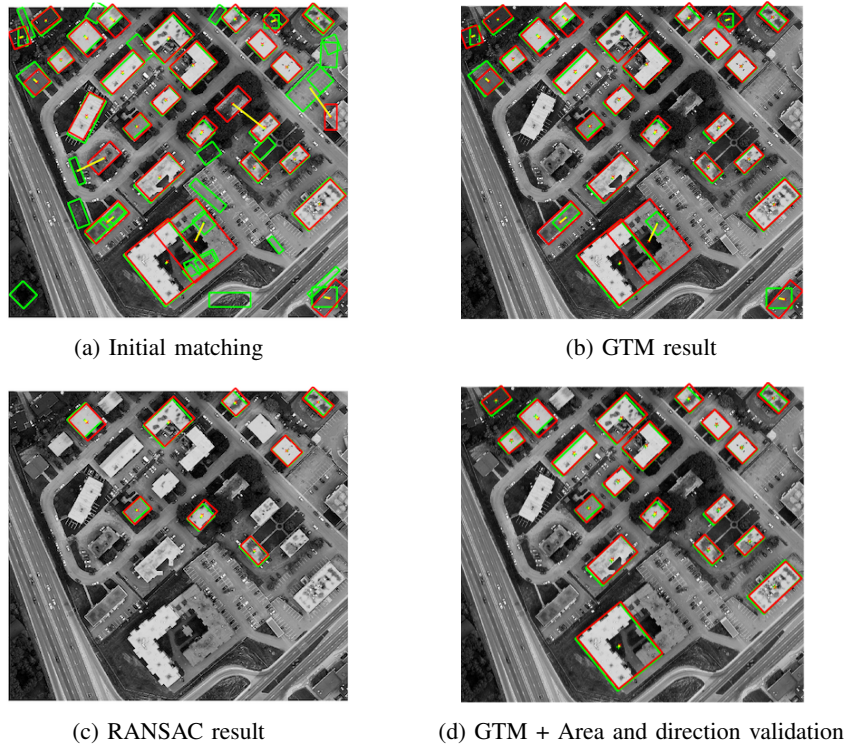 (a) Initial matching
(b) GTM result
(c) RANSAC result
(d) GTM + Area and direction validation